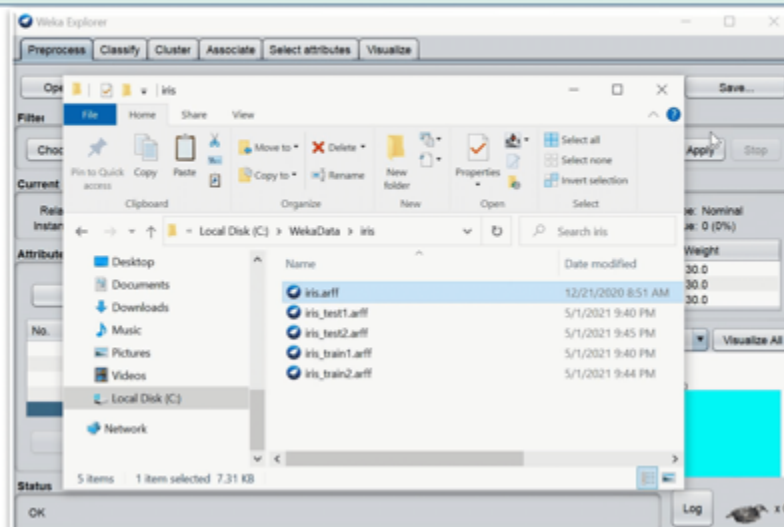 Weka Explorer
Preprocess Classify Cluster Associate Select attributes Visualize
Save...
iris
Filter
File Home Share View
Apply Stop
Pin to Quick access
Copy
Paste
Move to
Copy to
Delete
Rename
New folder
Properties
Select all
Select none
Invert selection
Clipboard Organize New Open Select
Current
Local Disk (C:) > WekaData > iris
Search iris
Nominal
0 (0%)
Weight
30.0
30.0
30.0
Desktop
Documents
Downloads
Music
Pictures
Videos
Local Disk (C:)
Network
Name Date modified
iris.arff 12/21/2020 8:51 AM
iris_test1.arff 5/1/2021 9:40 PM
iris_test2.arff 5/1/2021 9:45 PM
iris_train1.arff 5/1/2021 9:40 PM
iris_train2.arff 5/1/2021 9:44 PM
No.
Visualize All
5 items 1 item selected 7.31 KB
Status
OK
Log